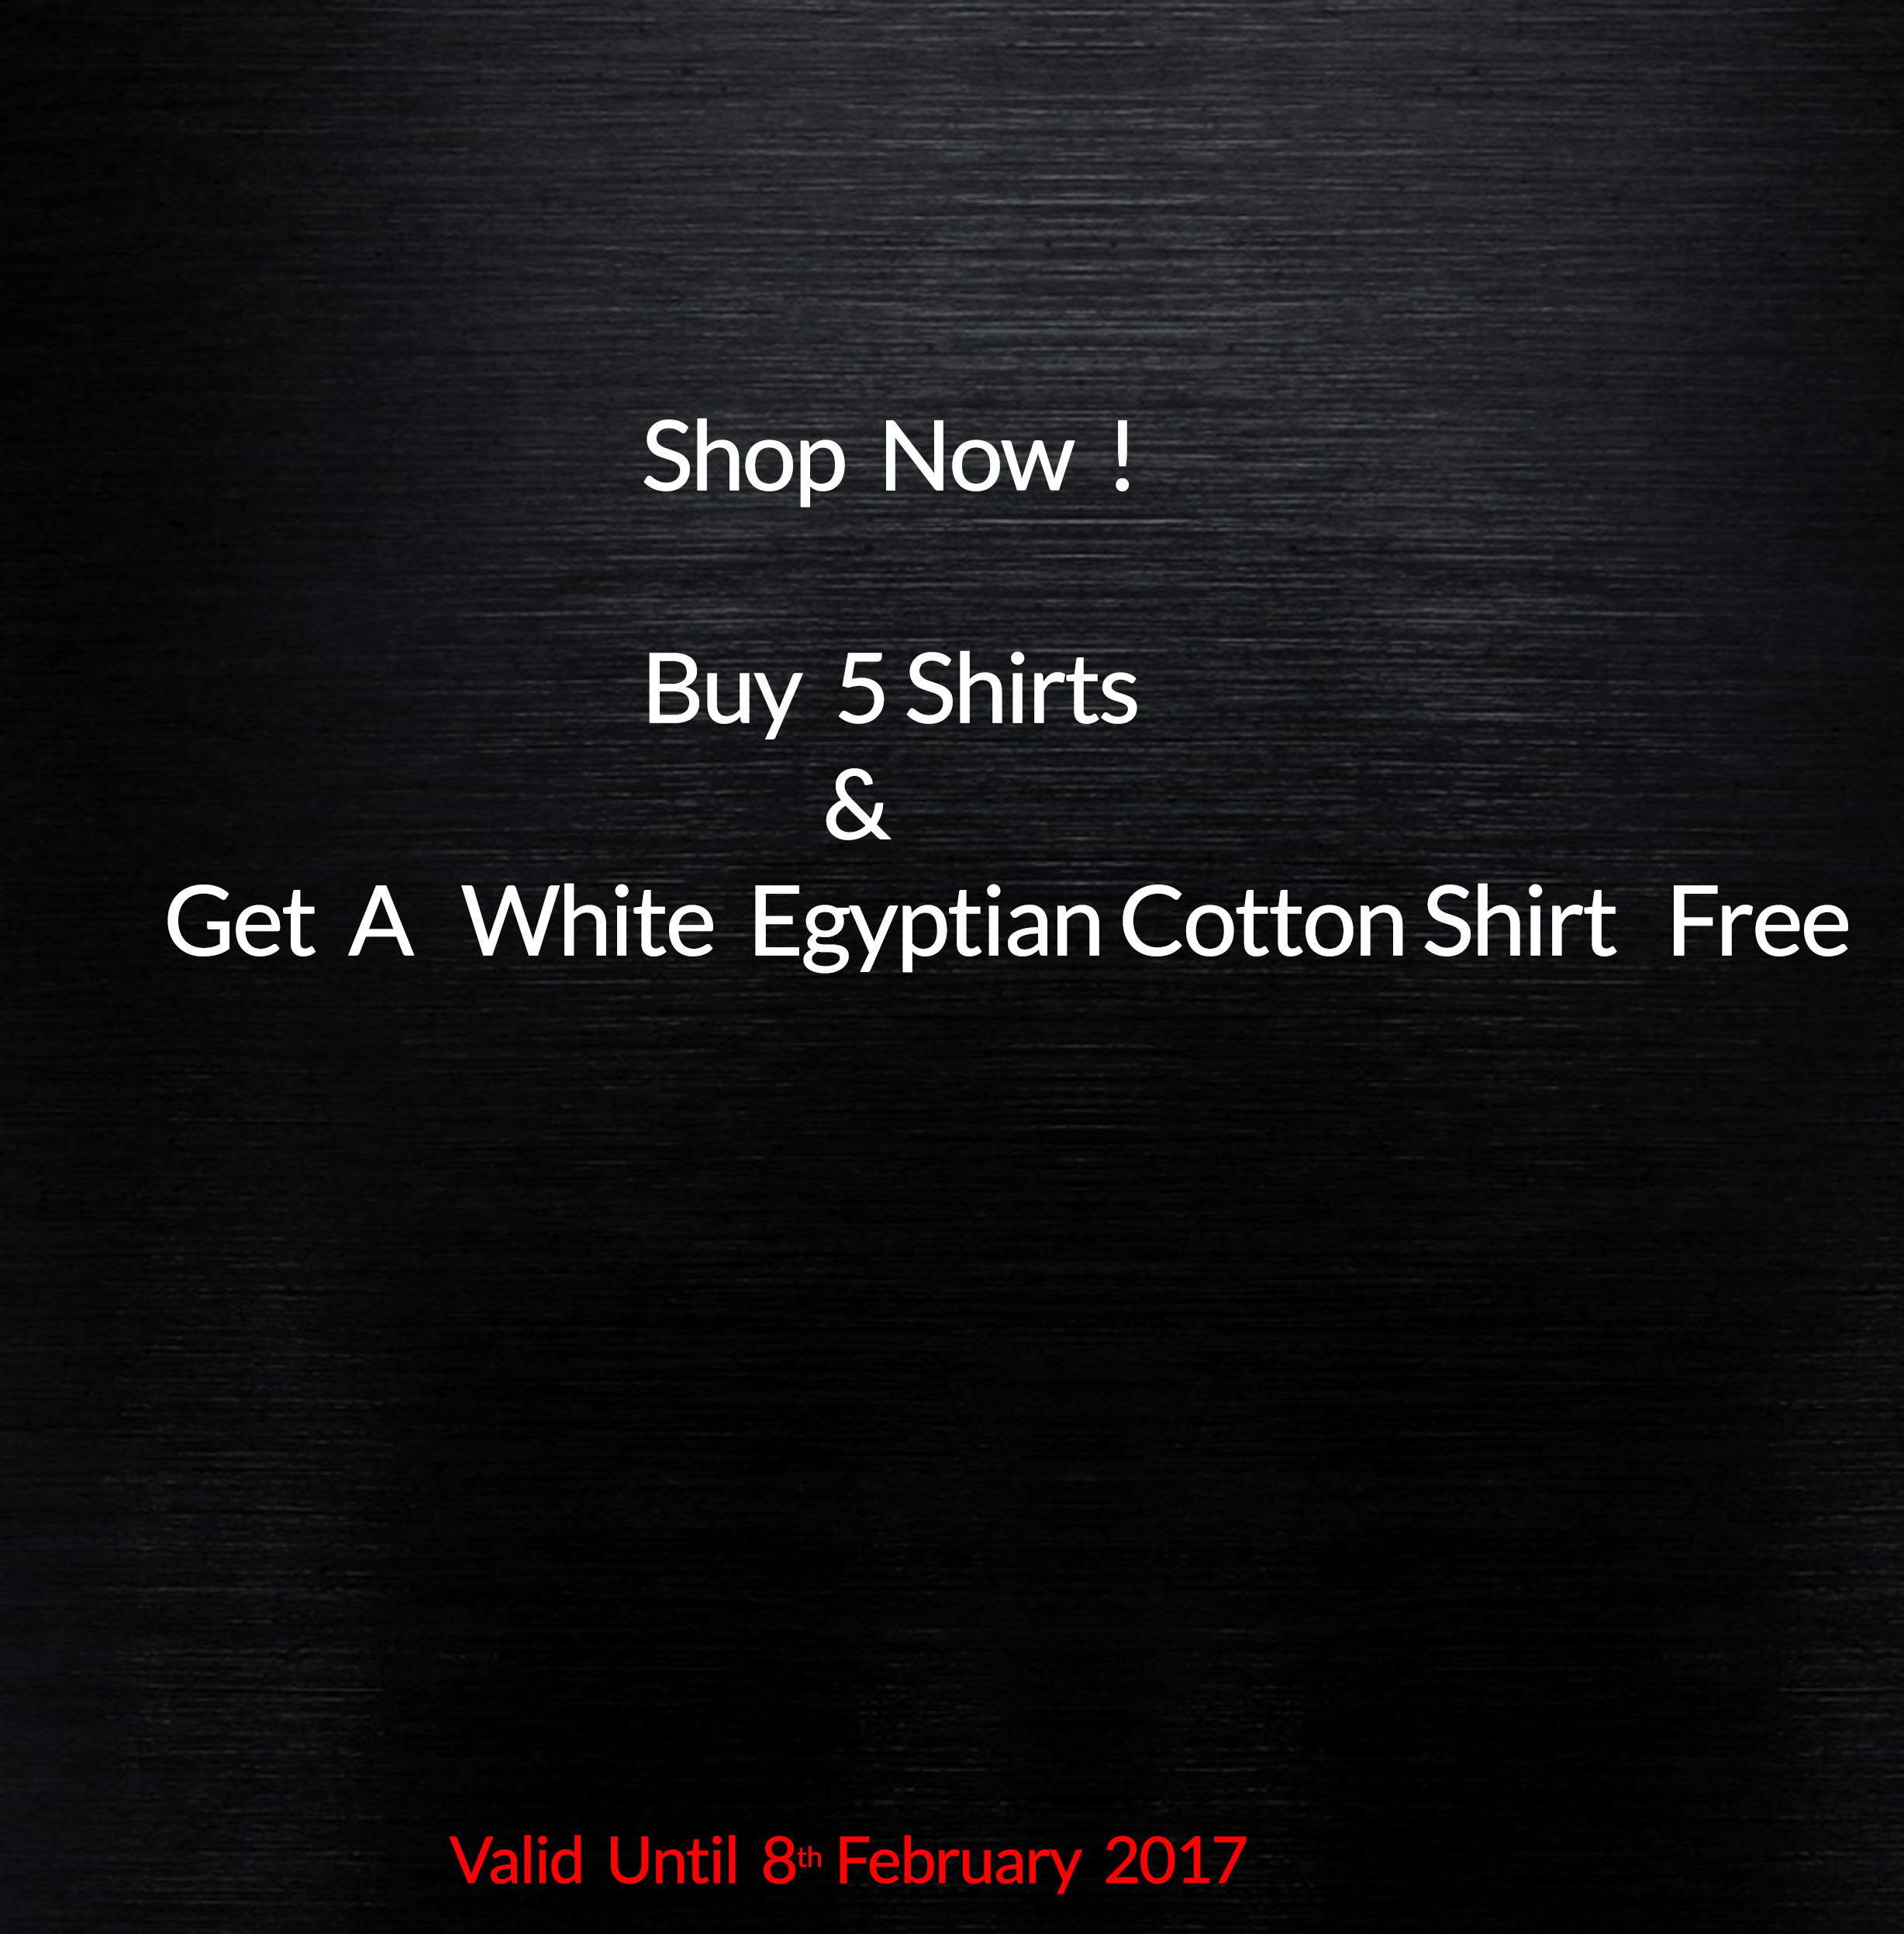 Shop Now !
Buy 5 Shirts
&
Get A White Egyptian Cotton Shirt Free
Valid Until 8th February 2017